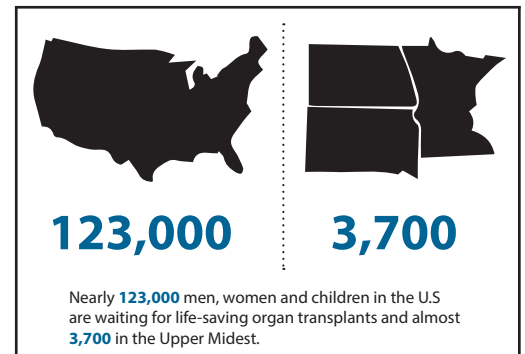 123,000
3,700
Nearly 123,000 men, women and children in the U.S
are waiting for life-saving organ transplants and almost
3,700 in the Upper Midest.